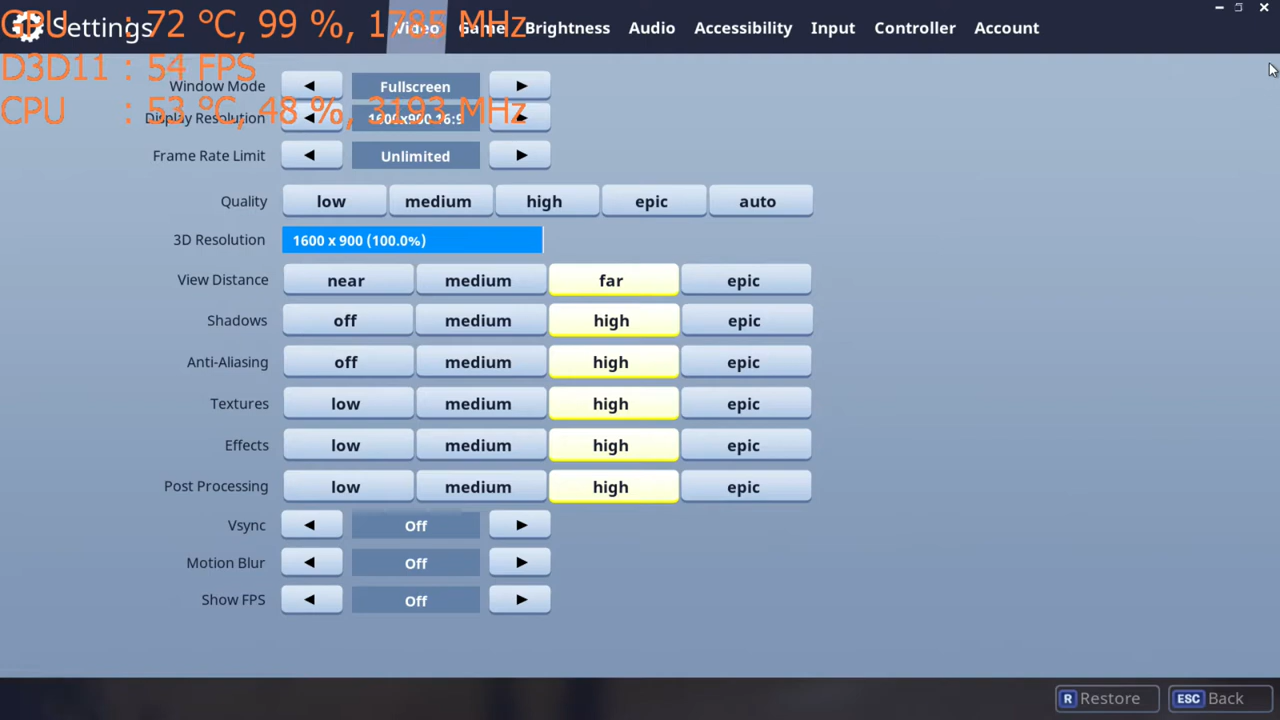 GPU : 72 °C, 99 %, 1785 MHz
Settings Video Game Brightness Audio Accessibility Input Controller Account
D3D11 : 54 FPS
Window Mode ◀ Fullscreen ▶
CPU : 53 °C, 48 %, 3193 MHz
Display Resolution ◀ 1600x900 16:9 ▶
Frame Rate Limit ◀ Unlimited ▶
Quality low medium high epic auto
3D Resolution 1600 x 900 (100.0%)
View Distance near medium far epic
Shadows off medium high epic
Anti-Aliasing off medium high epic
Textures low medium high epic
Effects low medium high epic
Post Processing low medium high epic
Vsync ◀ Off ▶
Motion Blur ◀ Off ▶
Show FPS ◀ Off ▶
R Restore ESC Back